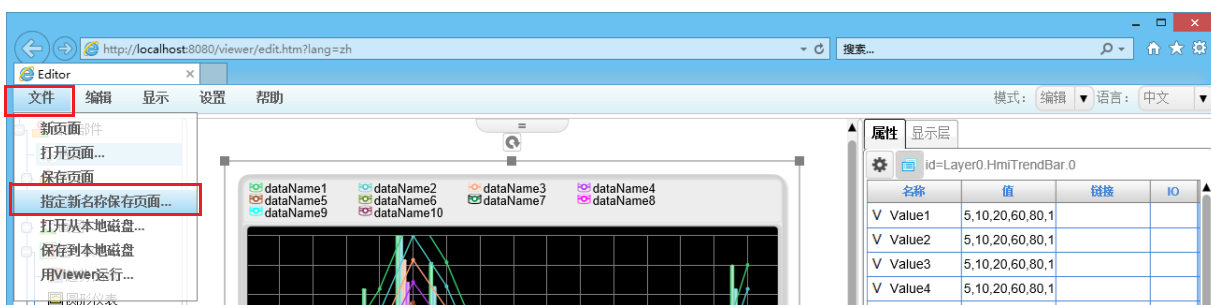 http://localhost:8080/viewer/edit.htm?lang=zh
搜索...
Editor
文件 编辑 显示 设置 帮助
模式： 编辑 ▼ 语言： 中文 ▼
新页面
打开页面...
保存页面
指定新名称保存页面...
打开从本地磁盘...
保存到本地磁盘
用Viewer运行...
圆形仪表
dataName1 dataName2 dataName3 dataName4
dataName5 dataName6 dataName7 dataName8
dataName9 dataName10
属性 显示层
id=Layer0.HmiTrendBar.0
名称 值 链接 IO
V Value1 5,10,20,60,80,1
V Value2 5,10,20,60,80,1
V Value3 5,10,20,60,80,1
V Value4 5,10,20,60,80,1